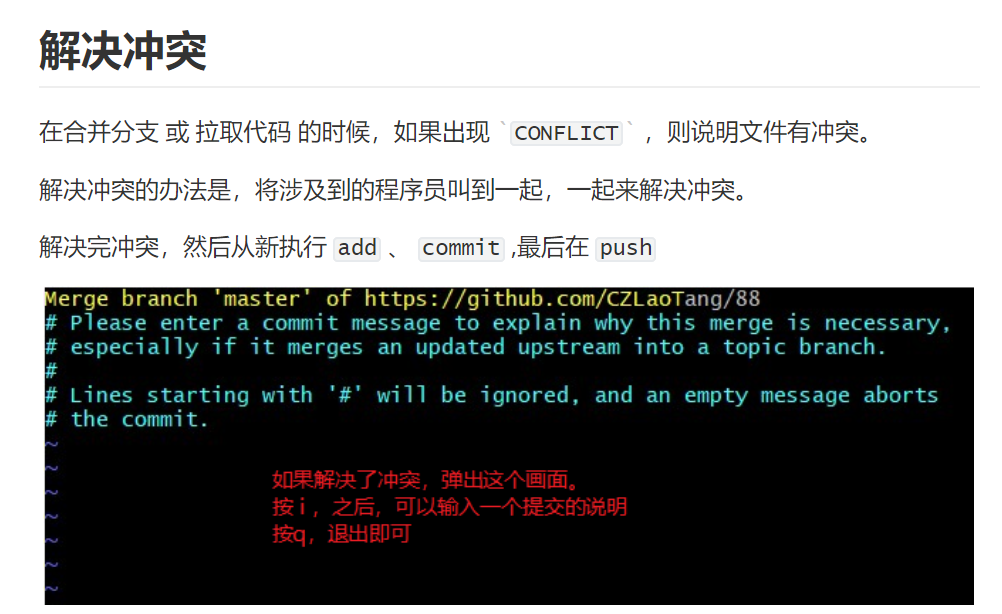 解决冲突
在合并分支 或 拉取代码 的时候，如果出现 `CONFLICT` ，则说明文件有冲突。
解决冲突的办法是，将涉及到的程序员叫到一起，一起来解决冲突。
解决完冲突，然后从新执行 add 、 commit ,最后在 push
Merge branch 'master' of https://github.com/CZLaoTang/88
# Please enter a commit message to explain why this merge is necessary,
# especially if it merges an updated upstream into a topic branch.
#
# Lines starting with '#' will be ignored, and an empty message aborts
# the commit.
~
~
~
~
~
~
~
如果解决了冲突，弹出这个画面。
按 i ，之后，可以输入一个提交的说明
按q，退出即可